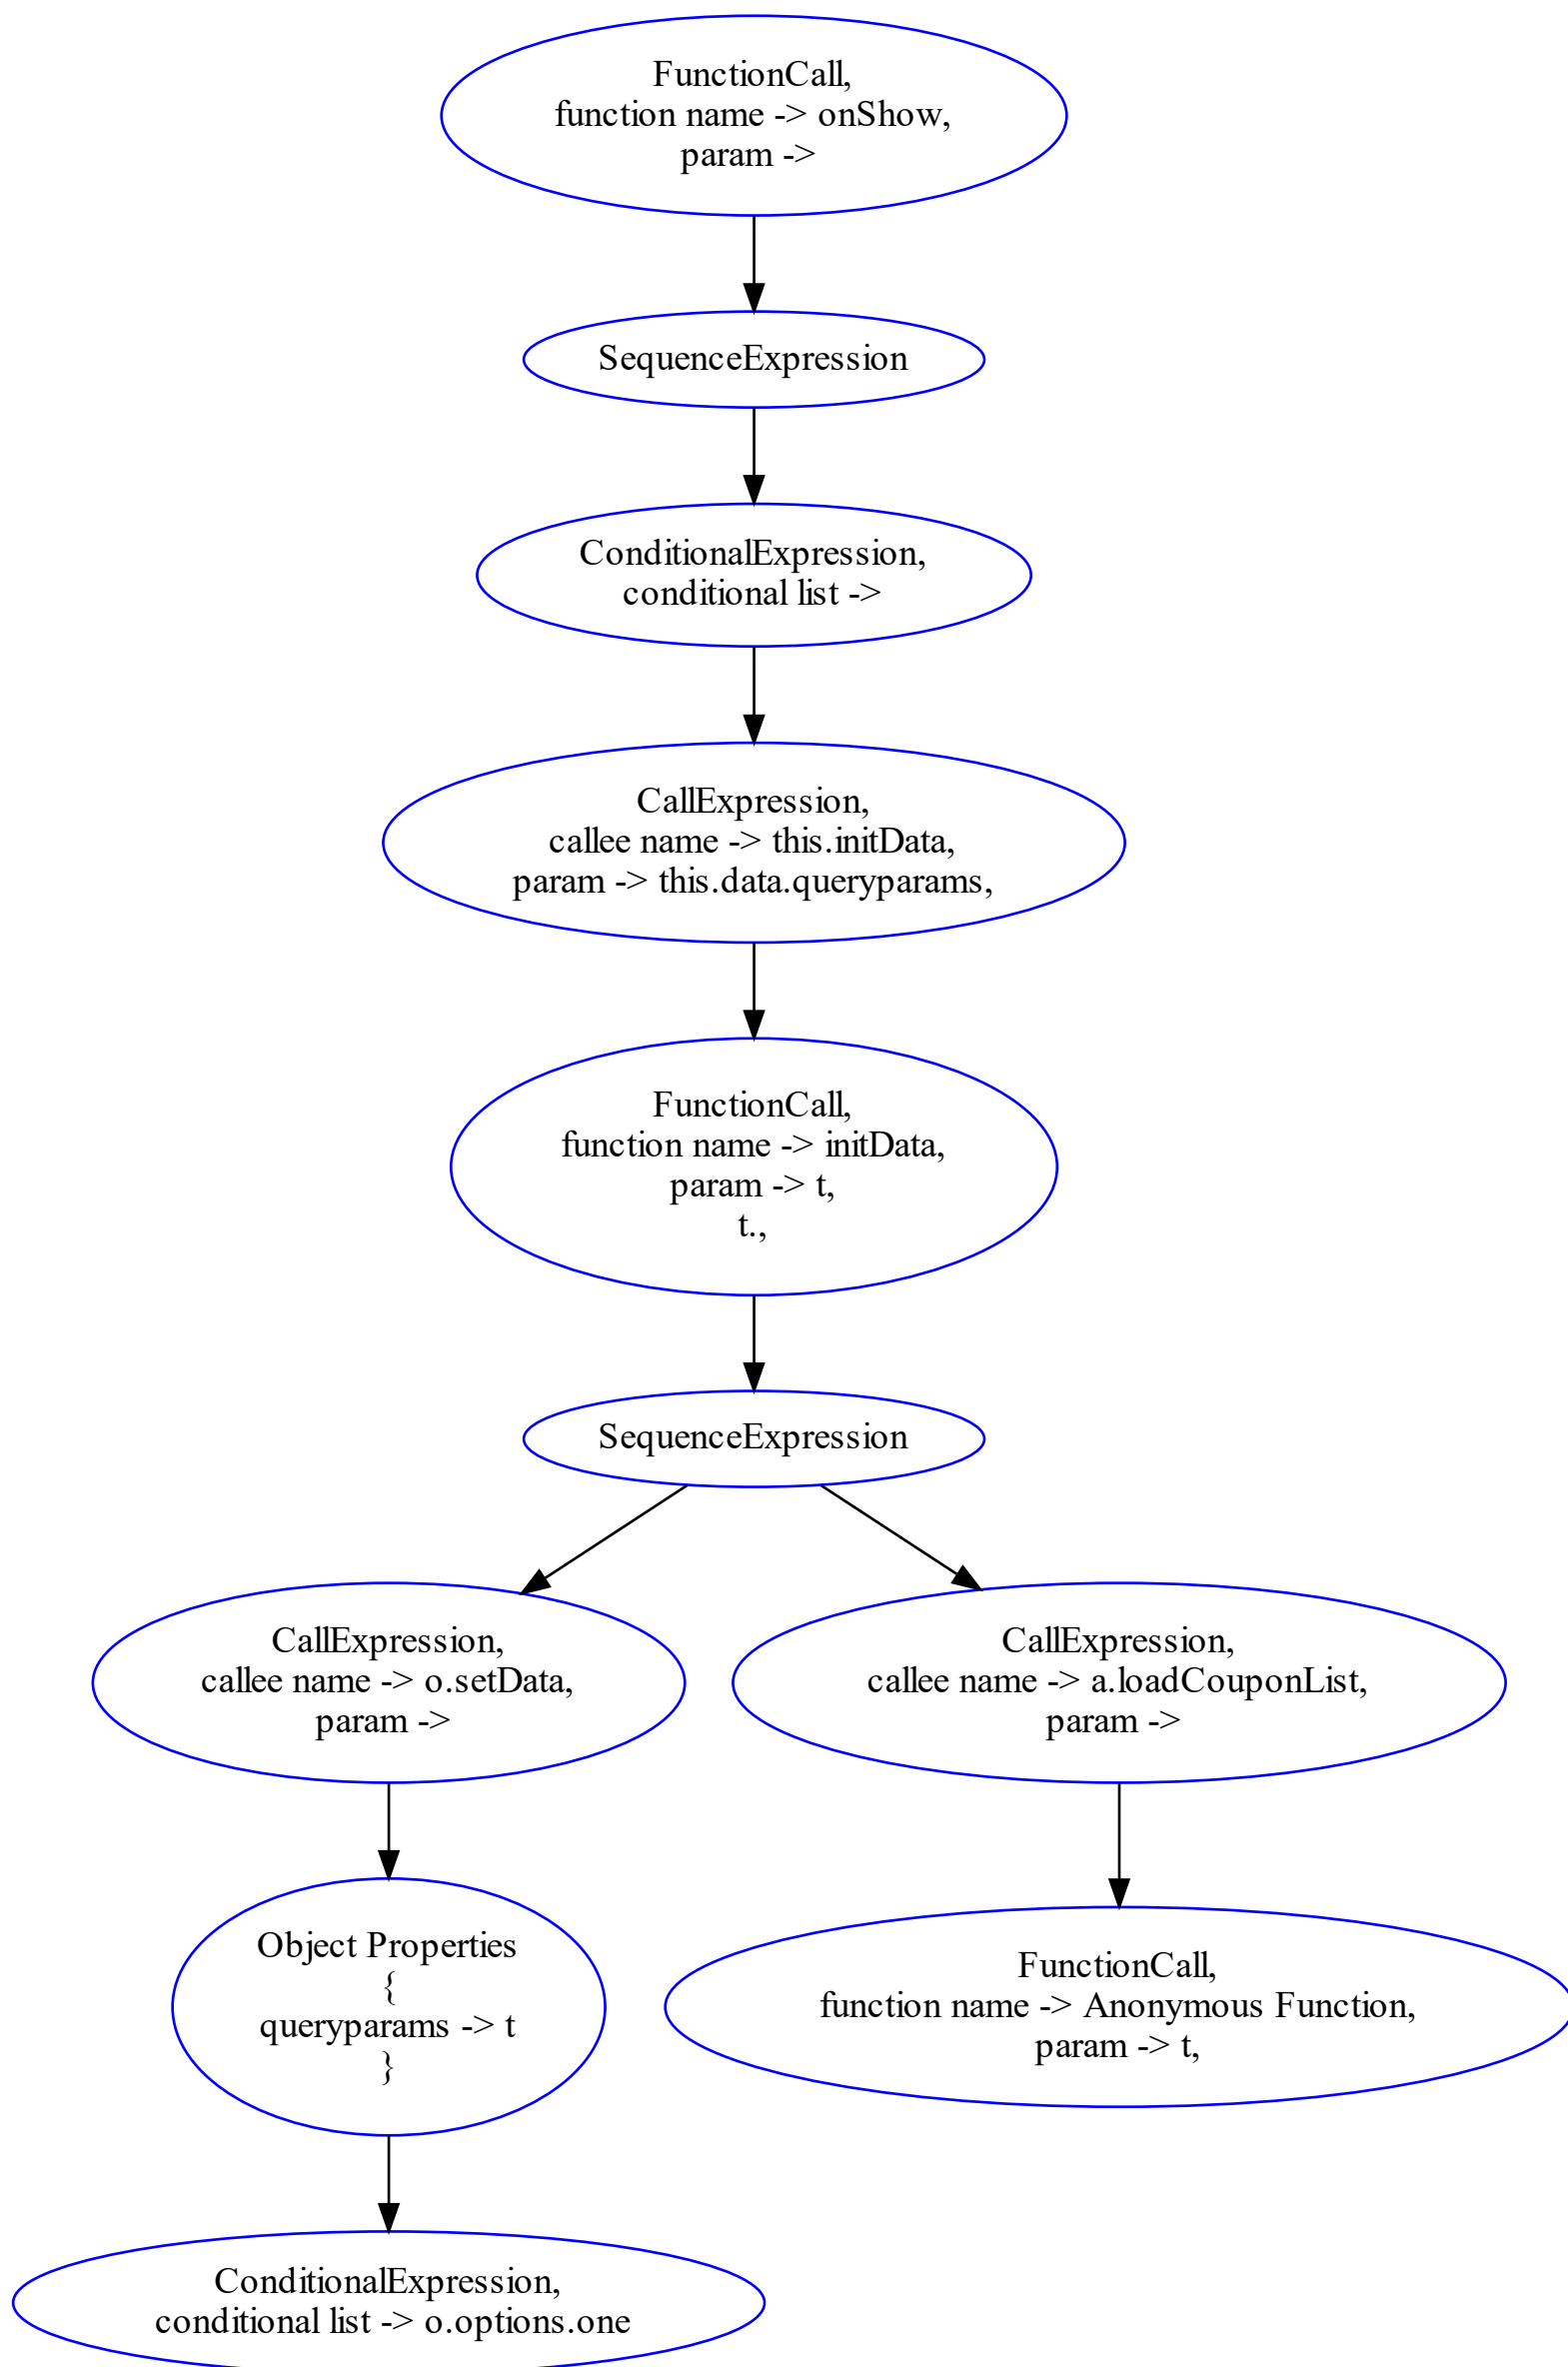 FunctionCall,
function name -> onShow,
param ->
SequenceExpression
ConditionalExpression,
conditional list ->
CallExpression,
callee name -> this.initData,
param -> this.data.queryparams,
FunctionCall,
function name -> initData,
param -> t,
t.,
SequenceExpression
CallExpression,
callee name -> o.setData,
param ->
CallExpression,
callee name -> a.loadCouponList,
param ->
Object Properties
{
queryparams -> t
}
FunctionCall,
function name -> Anonymous Function,
param -> t,
ConditionalExpression,
conditional list -> o.options.one